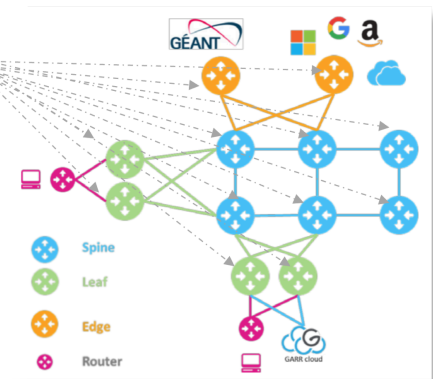 GÉANT
G a
Spine
Leaf
Edge
Router
G
GARR cloud